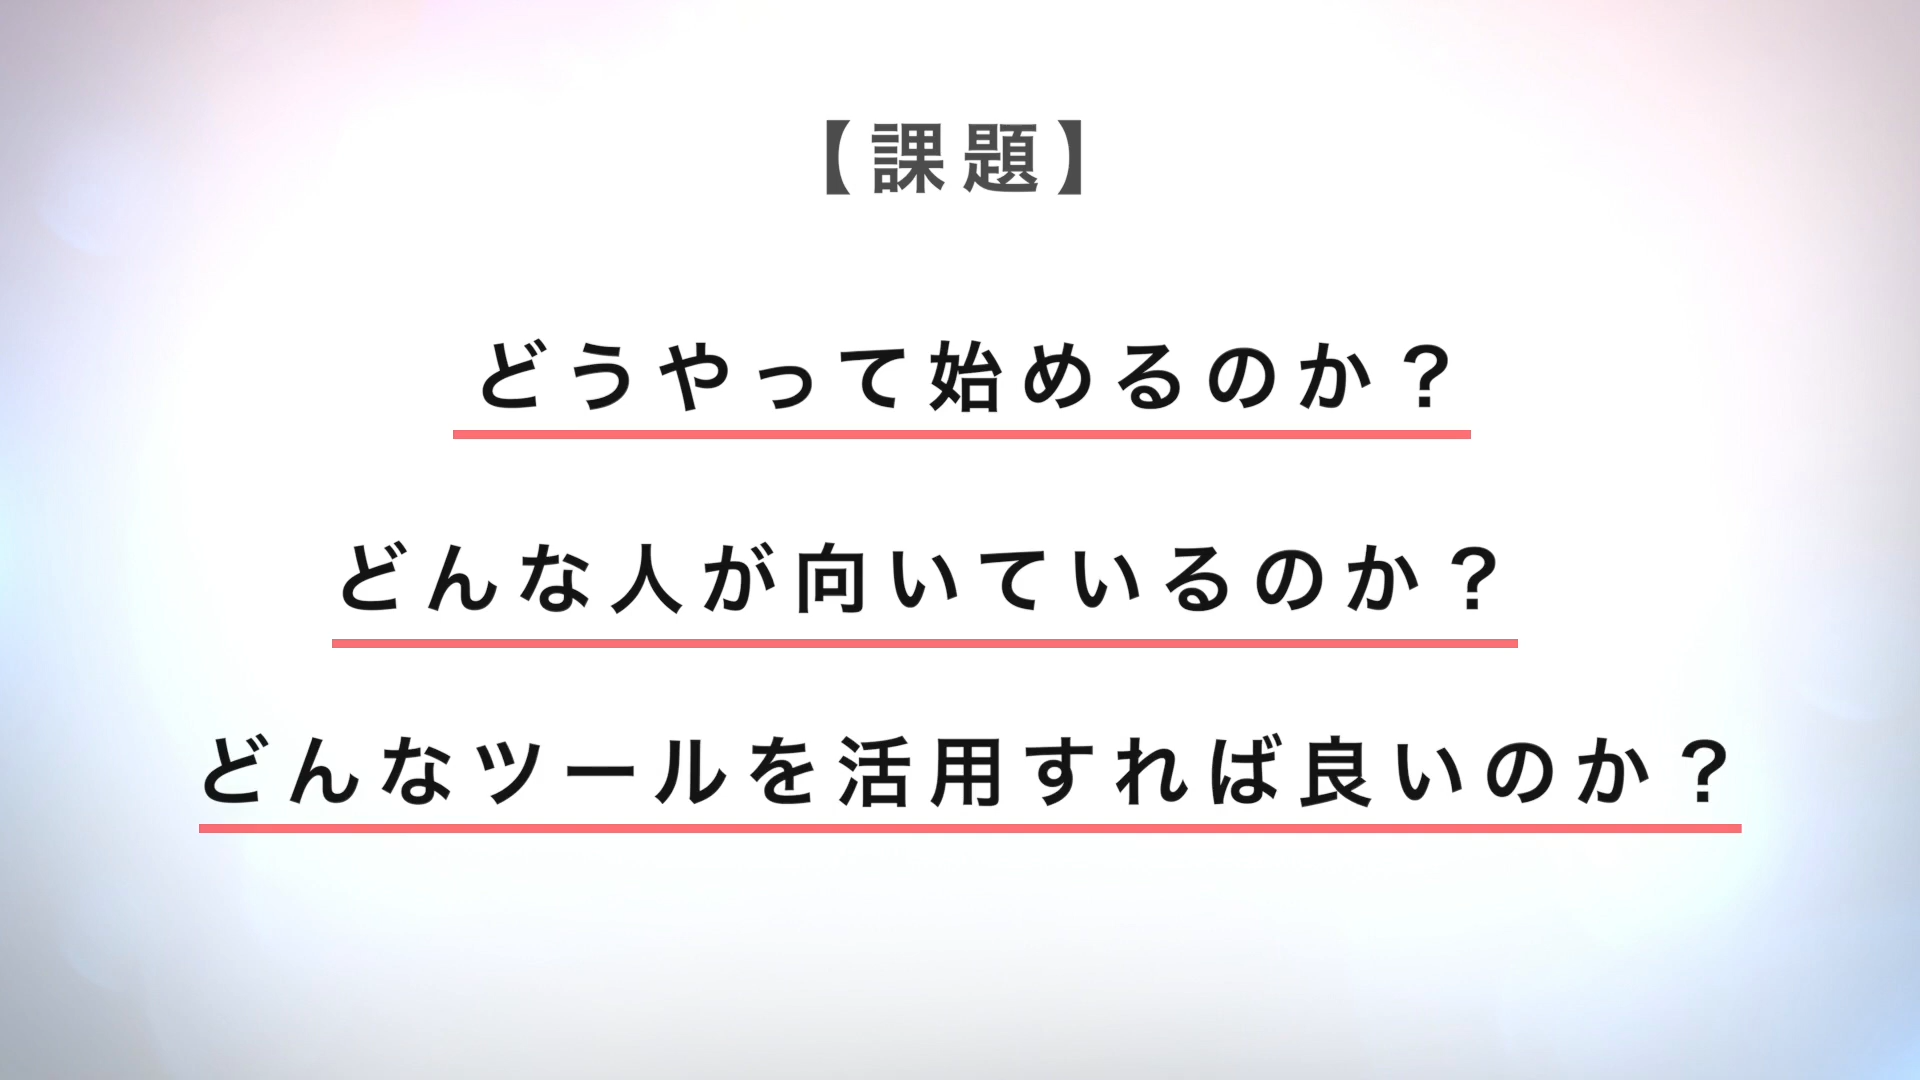 【課題】
どうやって始めるのか？
どんな人が向いているのか？
どんなツールを活用すれば良いのか？